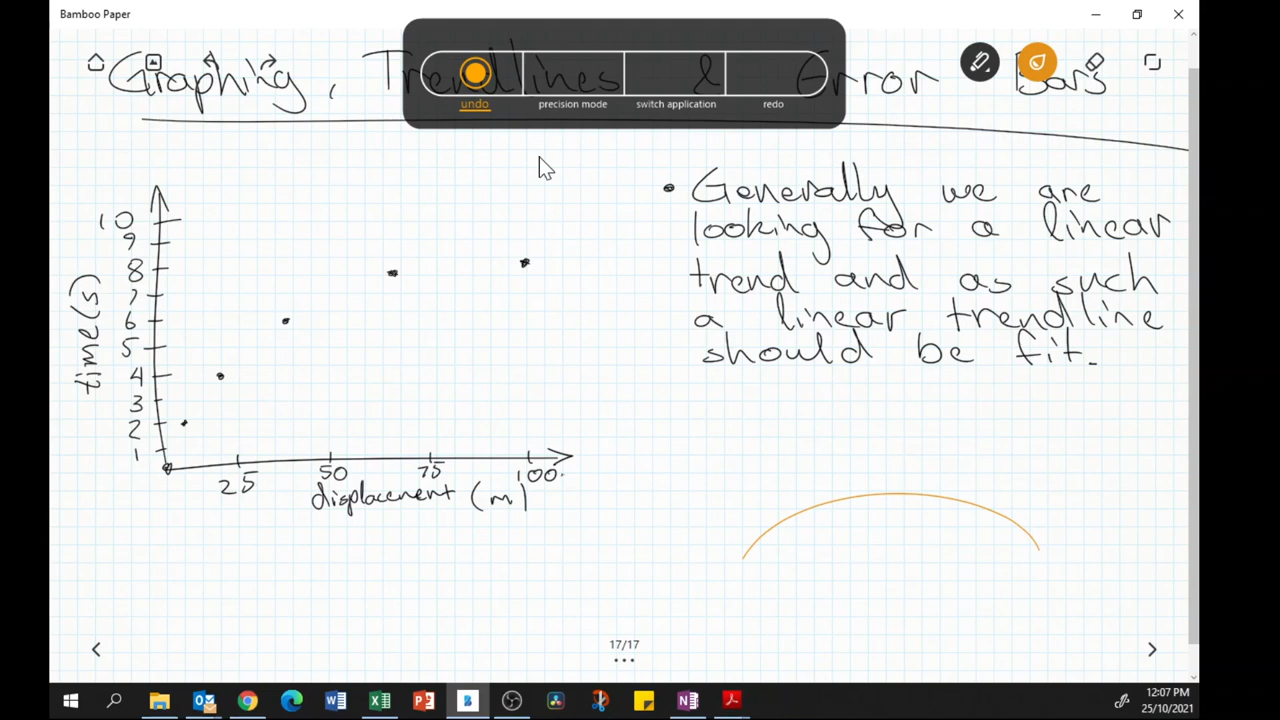 Bamboo Paper
Graphing, Trendlines & Error Bars
undo
precision mode
switch application
redo
10
9
8
7
6
5
4
3
2
1
time(s)
25
50
75
100
displacement (m)
• Generally we are
looking for a linear
trend and as such
a linear trendline
should be fit.
17/17
12:07 PM
25/10/2021